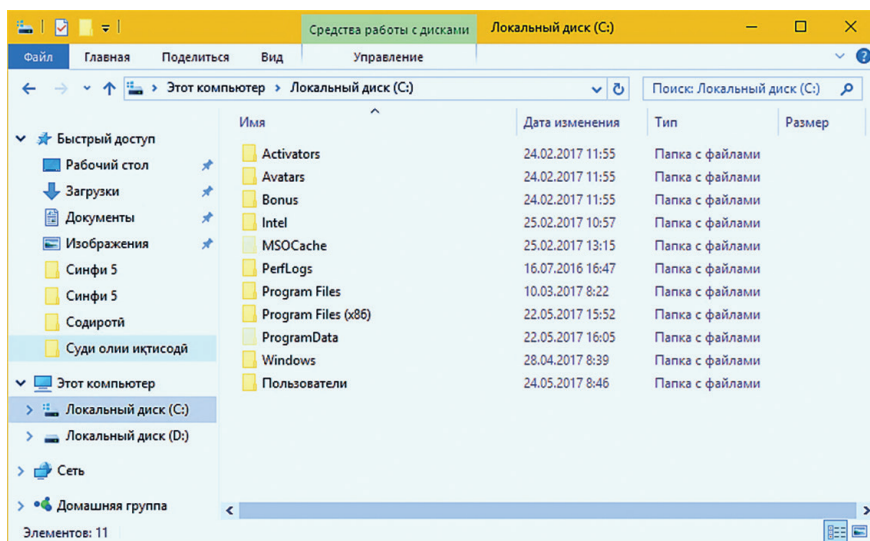 Средства работы с дисками Локальный диск (C:)
Файл Главная Поделиться Вид Управление
Этот компьютер Локальный диск (C:) Поиск: Локальный диск (C:)
Быстрый доступ
Рабочий стол
Загрузки
Документы
Изображения
Синфи 5
Синфи 5
Содиротӣ
Суди олии иқтисодӣ
Этот компьютер
Локальный диск (C:)
Локальный диск (D:)
Сеть
Домашняя группа
Имя Дата изменения Тип Размер
Activators 24.02.2017 11:55 Папка с файлами
Avatars 24.02.2017 11:55 Папка с файлами
Bonus 24.02.2017 11:55 Папка с файлами
Intel 25.02.2017 10:57 Папка с файлами
MSOCache 25.02.2017 13:15 Папка с файлами
PerfLogs 16.07.2016 16:47 Папка с файлами
Program Files 10.03.2017 8:22 Папка с файлами
Program Files (x86) 22.05.2017 15:52 Папка с файлами
ProgramData 22.05.2017 16:05 Папка с файлами
Windows 28.04.2017 8:39 Папка с файлами
Пользователи 24.05.2017 8:46 Папка с файлами
Элементов: 11